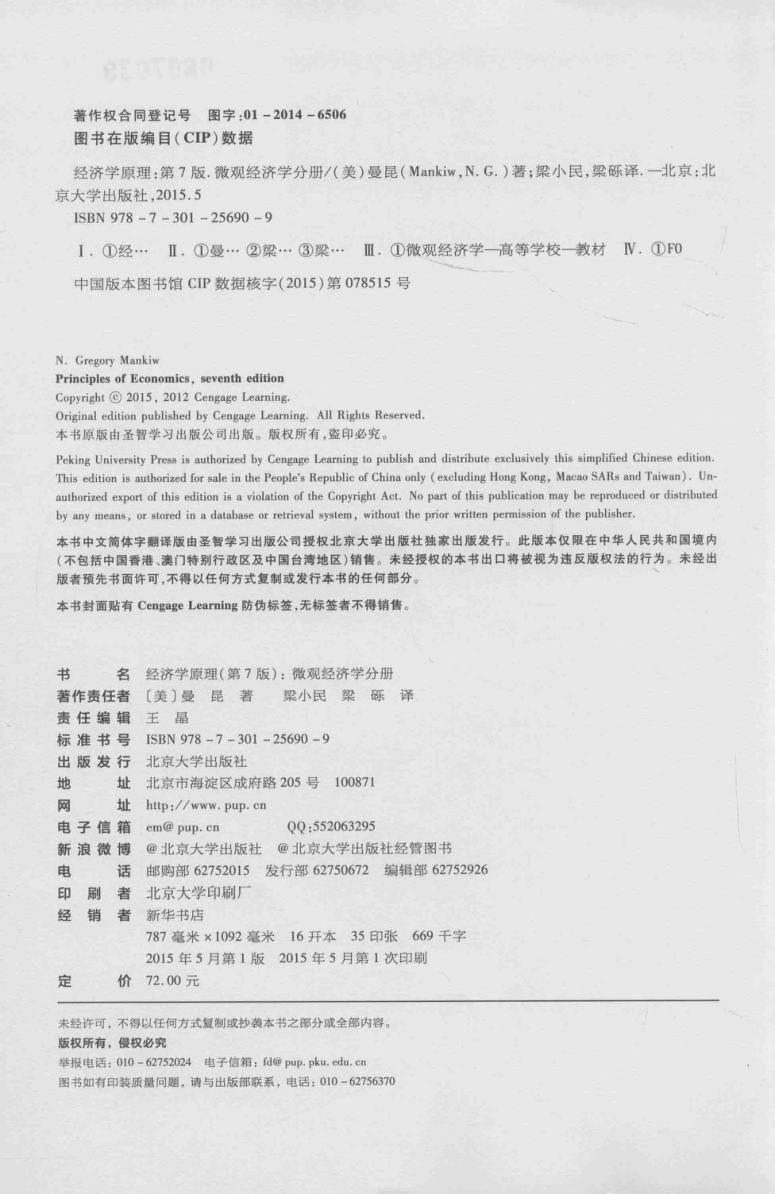 著作权合同登记号 图字:01-2014-6506
图书在版编目(CIP)数据
经济学原理:第7版.微观经济学分册/(美)曼昆(Mankiw,N.G.)著;梁小民,梁砾译.—北京:北
京大学出版社,2015.5
ISBN 978-7-301-25690-9
Ⅰ.①经… Ⅱ.①曼… ②梁… ③梁… Ⅲ.①微观经济学—高等学校—教材 Ⅳ.①F0
中国版本图书馆CIP数据核字(2015)第078515号
N. Gregory Mankiw
Principles of Economics, seventh edition
Copyright © 2015, 2012 Cengage Learning.
Original edition published by Cengage Learning. All Rights Reserved.
本书原版由圣智学习出版公司出版。版权所有,盗印必究。
Peking University Press is authorized by Cengage Learning to publish and distribute exclusively this simplified Chinese edition.
This edition is authorized for sale in the People's Republic of China only (excluding Hong Kong, Macao SARs and Taiwan). Un-
authorized export of this edition is a violation of the Copyright Act. No part of this publication may be reproduced or distributed
by any means, or stored in a database or retrieval system, without the prior written permission of the publisher.
本书中文简体字翻译版由圣智学习出版公司授权北京大学出版社独家出版发行。此版本仅限在中华人民共和国境内
(不包括中国香港、澳门特别行政区及中国台湾地区)销售。未经授权的本书出口将被视为违反版权法的行为。未经出
版者预先书面许可,不得以任何方式复制或发行本书的任何部分。
本书封面贴有 Cengage Learning 防伪标签,无标签者不得销售。
书名 经济学原理(第7版):微观经济学分册
著作责任者 〔美〕曼昆 著 梁小民 梁砾 译
责任编辑 王晶
标准书号 ISBN 978-7-301-25690-9
出版发行 北京大学出版社
地址 北京市海淀区成府路205号 100871
网址 http://www.pup.cn
电子信箱 em@pup.cn QQ:552063295
新浪微博 @北京大学出版社 @北京大学出版社经管图书
电话 邮购部62752015 发行部62750672 编辑部62752926
印刷者 北京大学印刷厂
经销者 新华书店
787毫米×1092毫米 16开本 35印张 669千字
2015年5月第1版 2015年5月第1次印刷
定价 72.00元
未经许可,不得以任何方式复制或抄袭本书之部分或全部内容。
版权所有,侵权必究
举报电话:010-62752024 电子信箱:fd@pup.pku.edu.cn
图书如有印装质量问题,请与出版部联系,电话:010-62756370